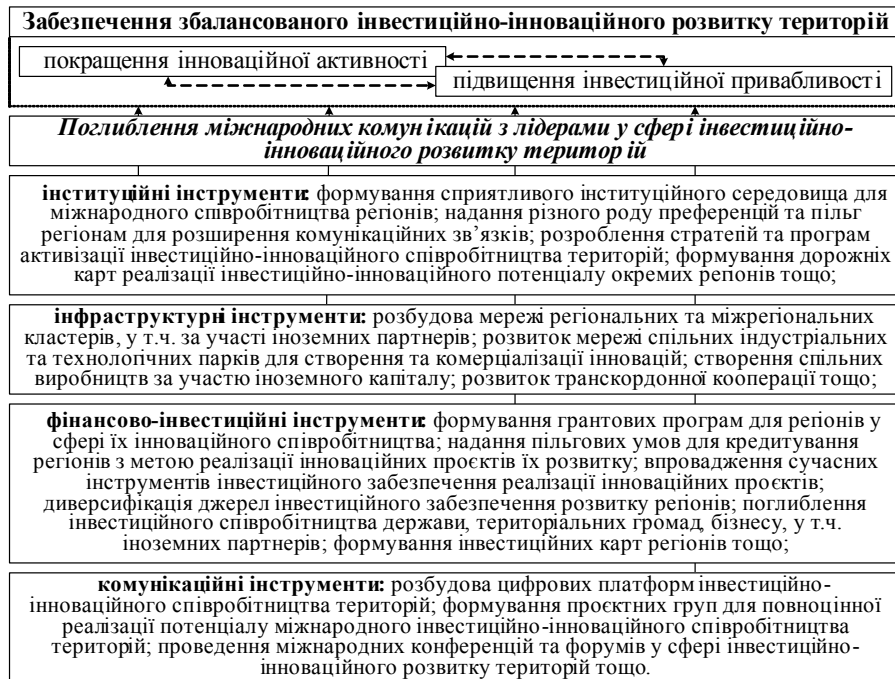 Забезпечення збалансованого інвестиційно-інноваційного розвитку територій
покращення інноваційної активності
підвищення інвестиційної привабливості
Поглиблення міжнародних комунікацій з лідерами у сфері інвестиційно-
інноваційного розвитку територій
інституційні інструменти: формування сприятливого інституційного середовища для
міжнародного співробітництва регіонів; надання різного роду преференцій та пільг
регіонам для розширення комунікаційних зв’язків; розроблення стратегій та програм
активізації інвестиційно-інноваційного співробітництва територій; формування дорожніх
карт реалізації інвестиційно-інноваційного потенціалу окремих регіонів тощо;
інфраструктурні інструменти: розбудова мережі регіональних та міжрегіональних
кластерів, у т.ч. за участі іноземних партнерів; розвиток мережі спільних індустріальних
та технологічних парків для створення та комерціалізації інновацій; створення спільних
виробництв за участю іноземного капіталу; розвиток транскордонної кооперації тощо;
фінансово-інвестиційні інструменти: формування грантових програм для регіонів у
сфері їх інноваційного співробітництва; надання пільгових умов для кредитування
регіонів з метою реалізації інноваційних проєктів їх розвитку; впровадження сучасних
інструментів інвестиційного забезпечення реалізації інноваційних проєктів;
диверсифікація джерел інвестиційного забезпечення розвитку регіонів; поглиблення
інвестиційного співробітництва держави, територіальних громад, бізнесу, у т.ч.
іноземних партнерів; формування інвестиційних карт регіонів тощо;
комунікаційні інструменти: розбудова цифрових платформ інвестиційно-
інноваційного співробітництва територій; формування проєктних груп для повноцінної
реалізації потенціалу міжнародного інвестиційно-інноваційного співробітництва
територій; проведення міжнародних конференцій та форумів у сфері інвестиційно-
інноваційного розвитку територій тощо.